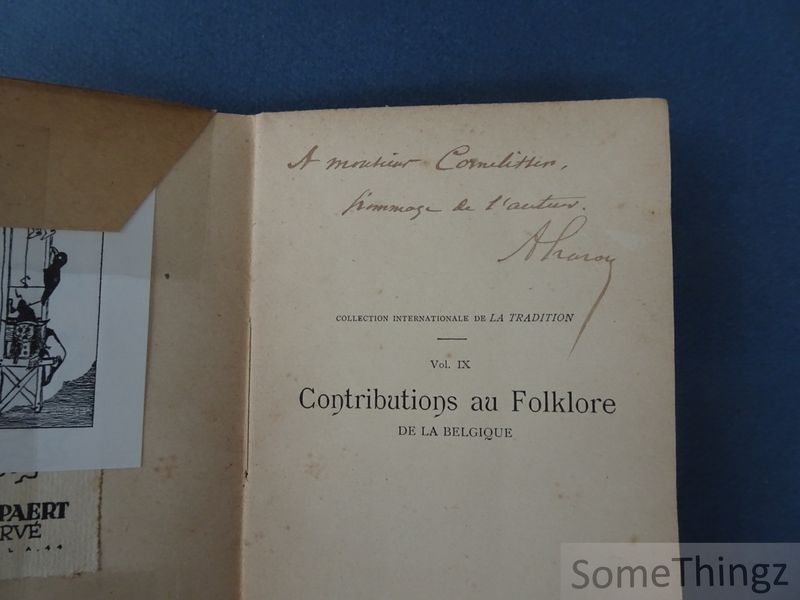 A monsieur Cornelissen,
hommage de l'auteur.
A Harou
COLLECTION INTERNATIONALE DE LA TRADITION
Vol. IX
Contributions au Folklore
DE LA BELGIQUE
PAERT
RVÉ
L A.44
SomeThingz